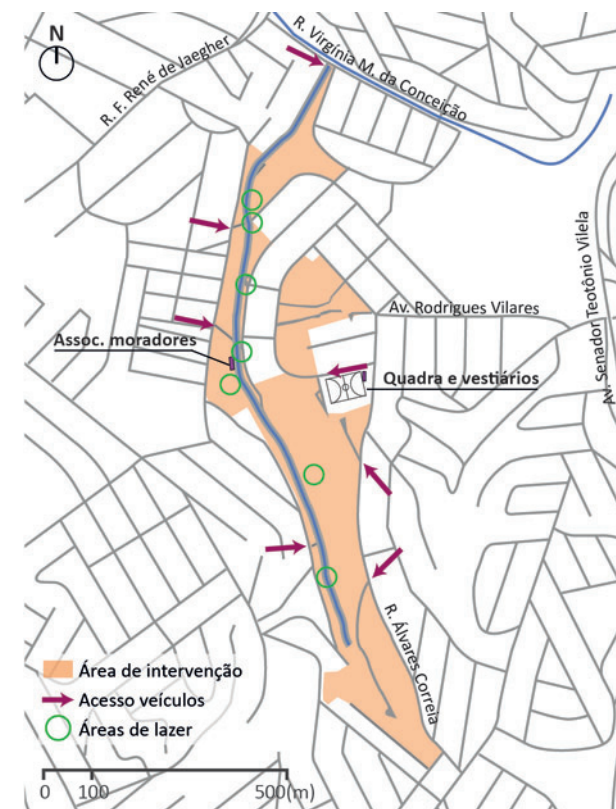 N
R. F. René de Jaegher
R. Virgínia M. da Conceição
Av. Senador Teotônio Vilela
Av. Rodrigues Vilares
Assoc. moradores
Quadra e vestiários
R. Álvares Correia
Área de intervenção
Acesso veículos
Áreas de lazer
0 100 500(m)